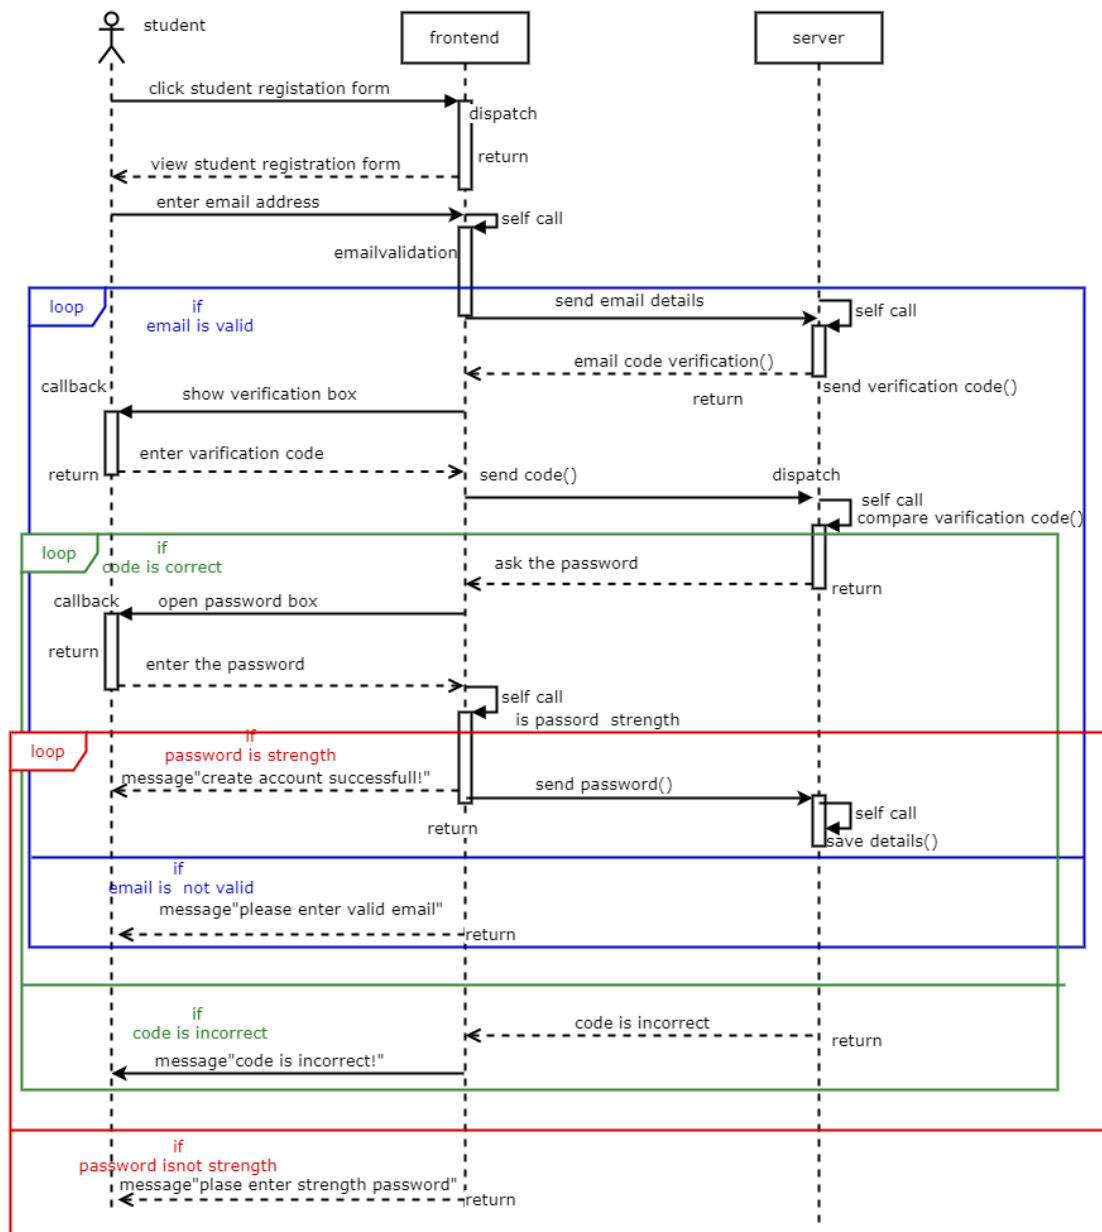 student
frontend
server
click student registation form
dispatch
return
view student registration form
enter email address
self call
emailvalidation
loop
if
email is valid
send email details
self call
email code verification()
callback
send verification code()
show verification box
return
enter varification code
return
send code()
dispatch
self call
compare varification code()
loop
if
code is correct
ask the password
return
callback
open password box
return
enter the password
self call
is passord strength
loop
if
password is strength
message"create account successfull!"
send password()
self call
return
save details()
if
email is not valid
message"please enter valid email"
return
if
code is incorrect
code is incorrect
return
message"code is incorrect!"
if
password isnot strength
message"plase enter strength password"
return